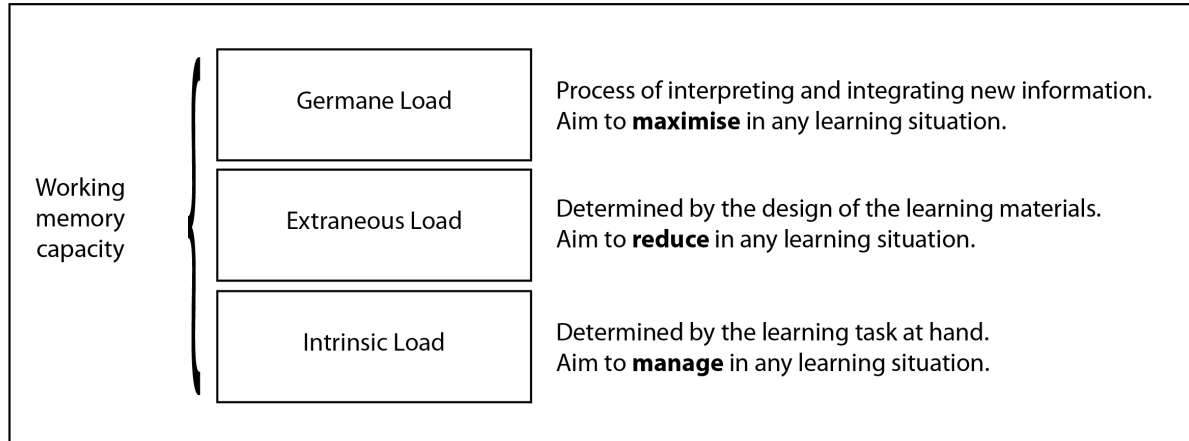 Working
memory
capacity
Germane Load
Process of interpreting and integrating new information.
Aim to maximise in any learning situation.
Extraneous Load
Determined by the design of the learning materials.
Aim to reduce in any learning situation.
Intrinsic Load
Determined by the learning task at hand.
Aim to manage in any learning situation.